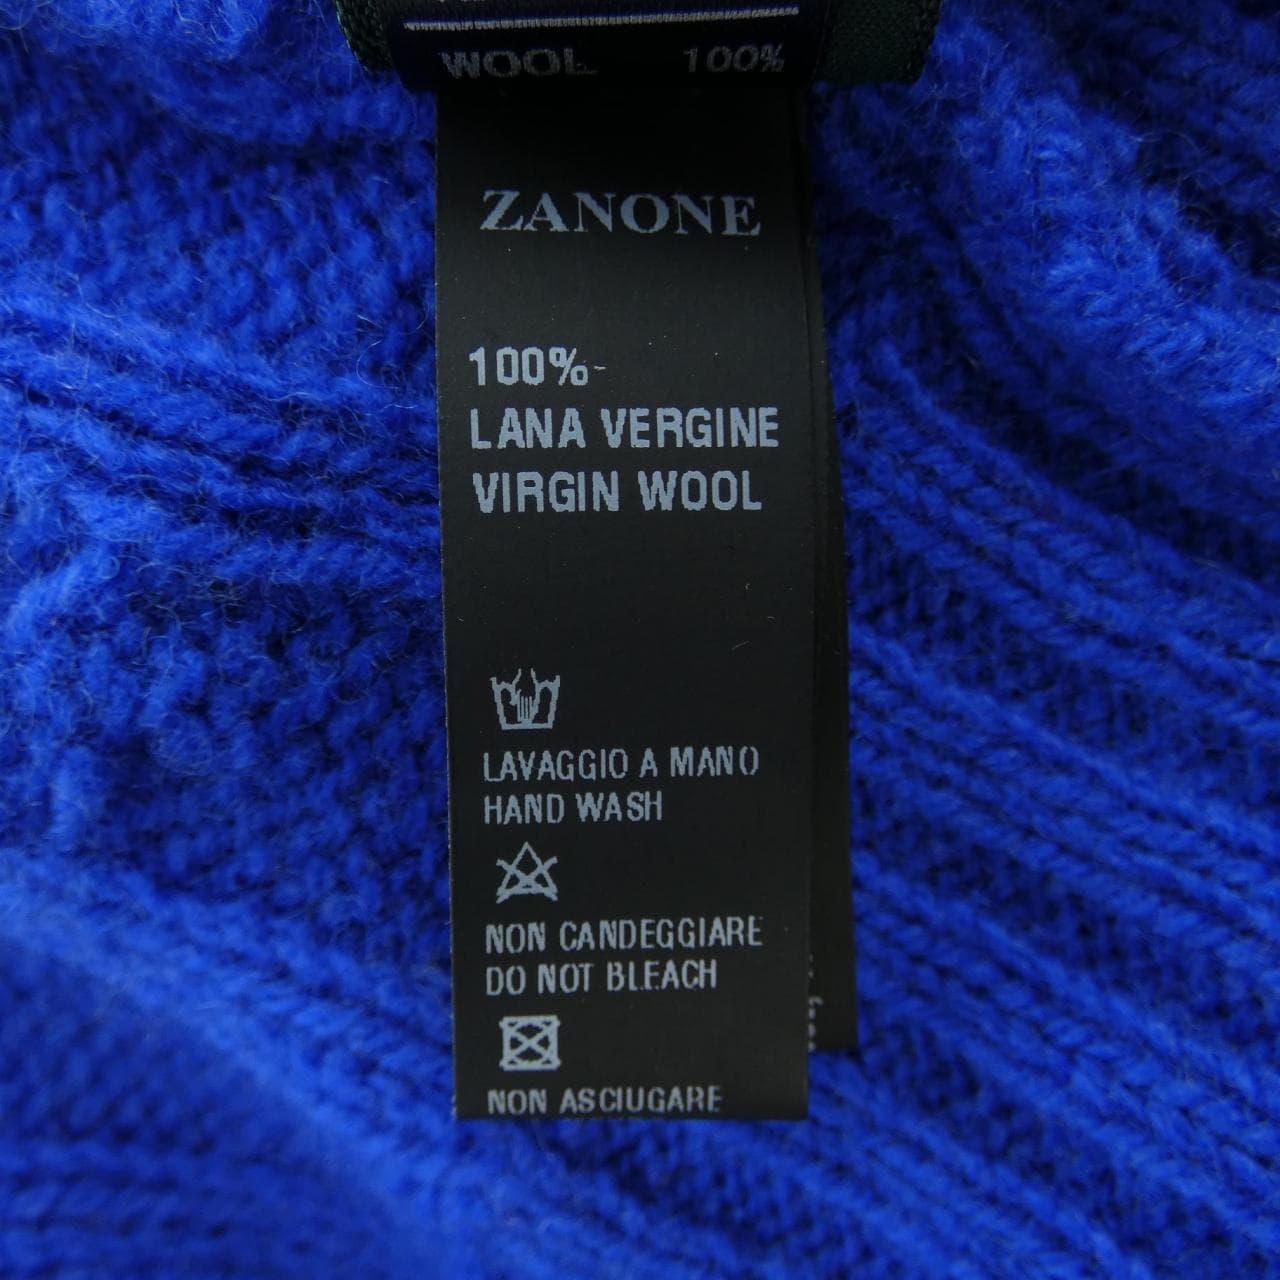 WOOL 100%
ZANONE
100%
LANA VERGINE
VIRGIN WOOL
LAVAGGIO A MANO
HAND WASH
NON CANDEGGIARE
DO NOT BLEACH
NON ASCIUGARE